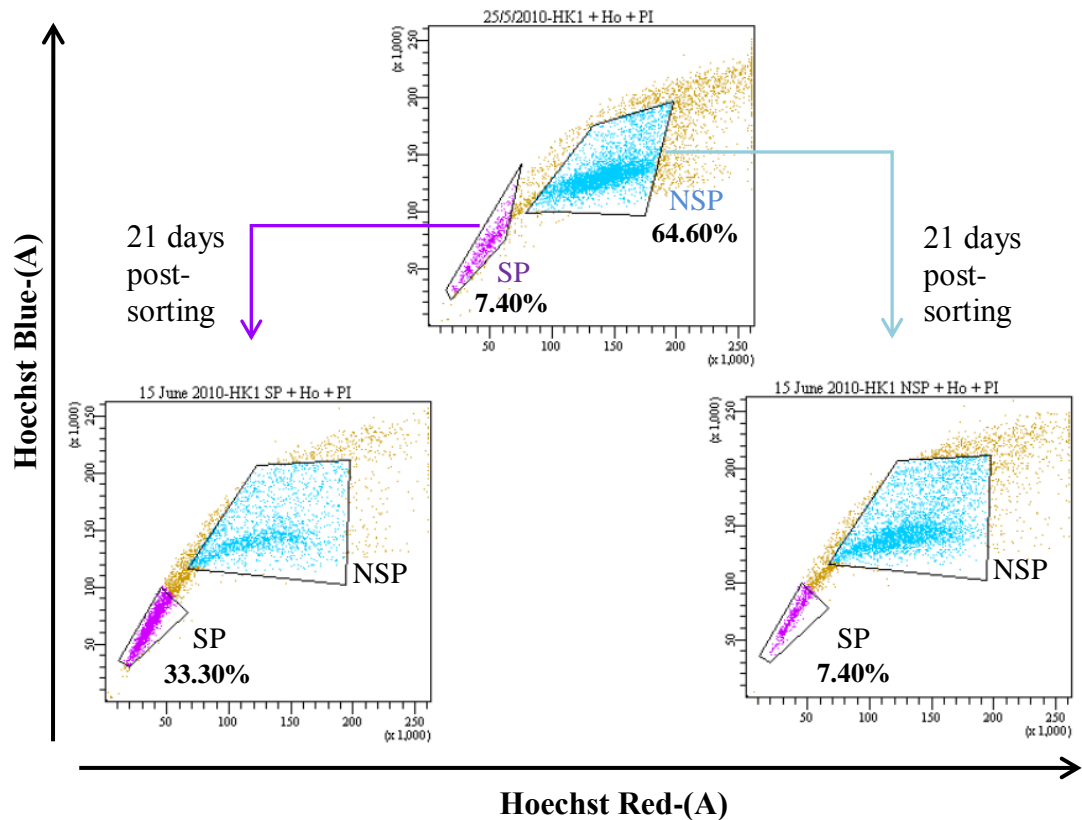 25/5/2010-HK1 + Ho + PI
(x 1,000)
250
200
150
100
50
NSP
64.60%
SP
7.40%
50 100 150 200 250
(x 1,000)
21 days
post-
sorting
21 days
post-
sorting
Hoechst Blue-(A)
15 June 2010-HK1 SP + Ho + PI
(x 1,000)
250
200
150
100
50
NSP
SP
33.30%
50 100 150 200 250
(x 1,000)
15 June 2010-HK1 NSP + Ho + PI
(x 1,000)
250
200
150
100
50
NSP
SP
7.40%
50 100 150 200 250
(x 1,000)
Hoechst Red-(A)